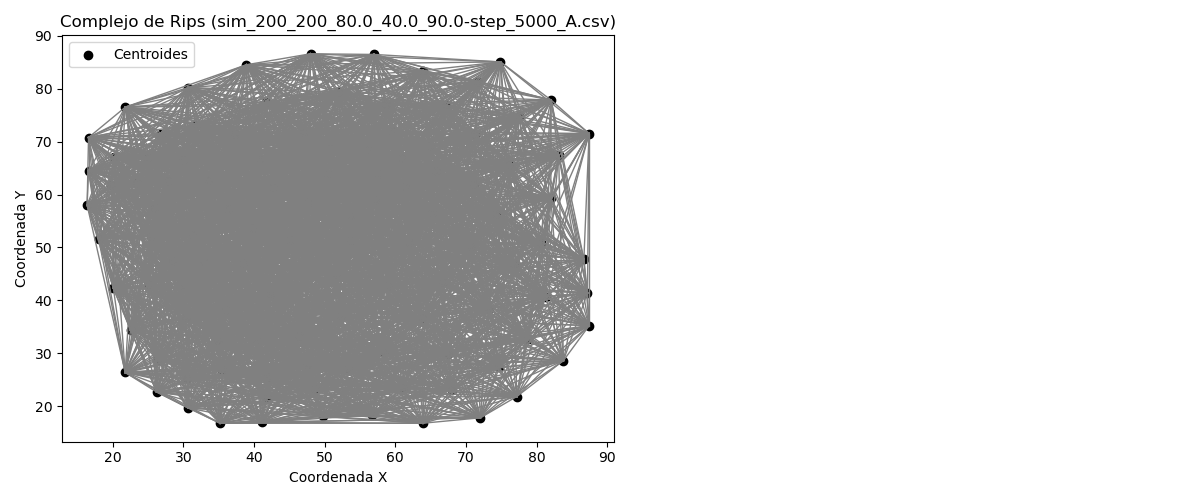 Complejo de Rips (sim_200_200_80.0_40.0_90.0-step_5000_A.csv)
Centroides
90
80
70
60
50
40
30
20
Coordenada Y
20 30 40 50 60 70 80 90
Coordenada X